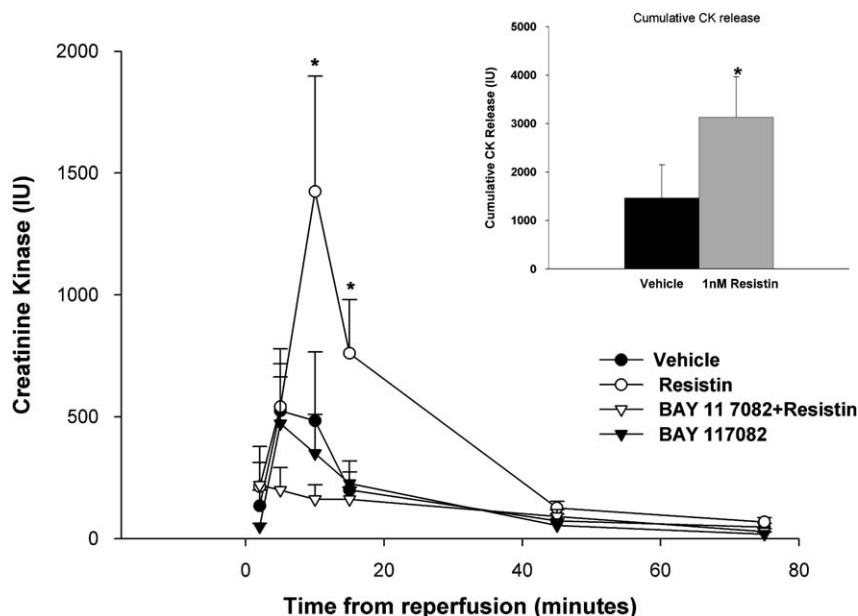 Cumulative CK release
5000
4000
3000
2000
1000
0
Cumulative CK Release (IU)
*
Vehicle 1nM Resistin
2000
1500
1000
500
0
Creatinine Kinase (IU)
*
*
Vehicle
Resistin
BAY 11 7082+Resistin
BAY 117082
0 20 40 60 80
Time from reperfusion (minutes)